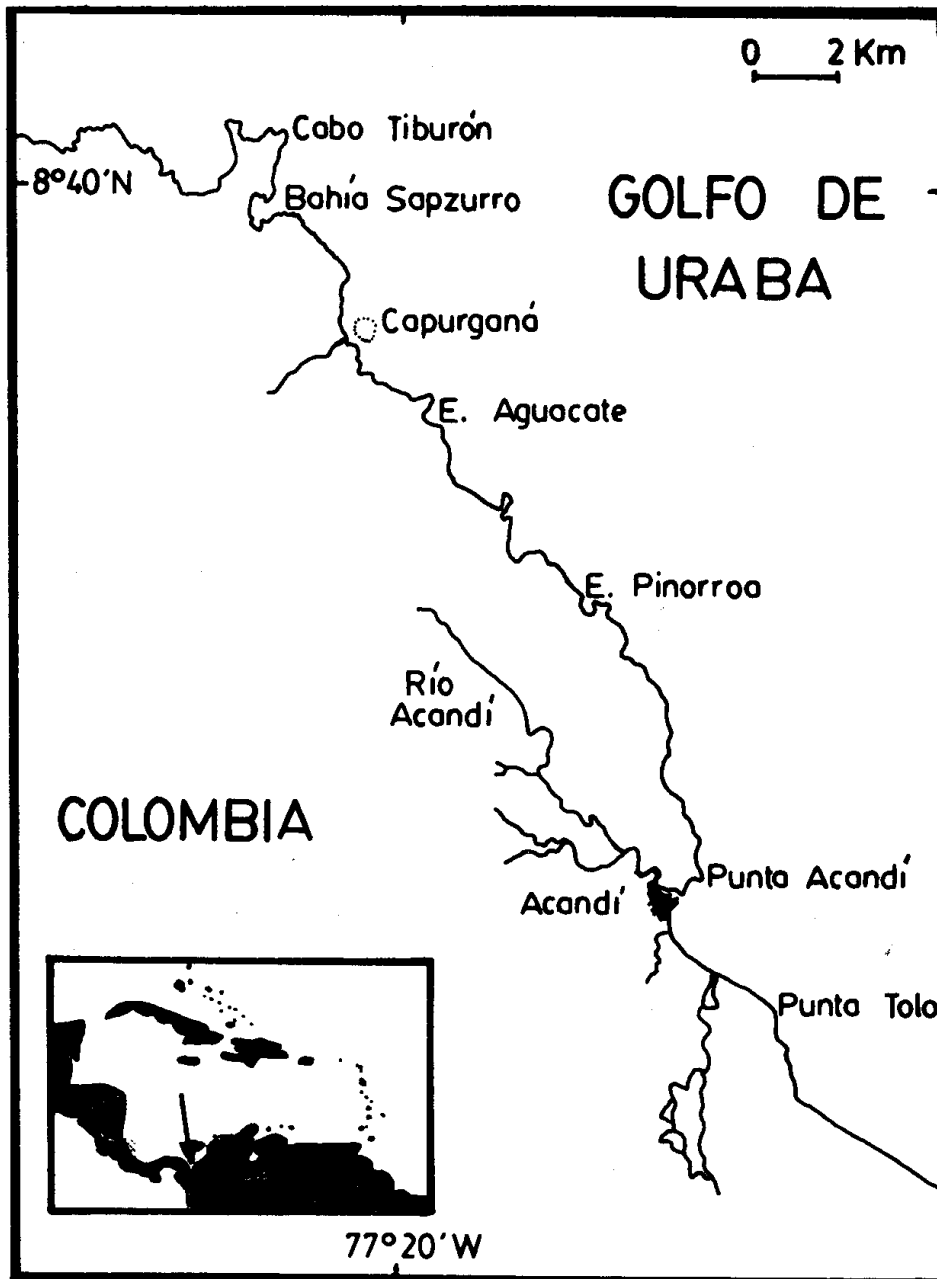 0 2 Km
Cabo Tiburón
8°40'N
Bahía Sapzurro
GOLFO DE
URABA
Capurganá
E. Aguacate
E. Pinorroa
Río
Acandí
COLOMBIA
Punta Acandí
Acandí
Punta Tolo
77°20'W